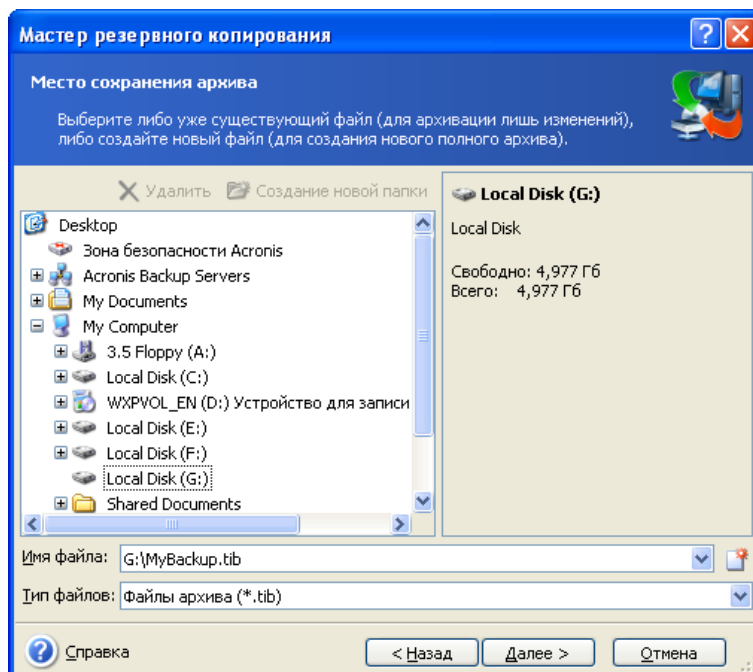 Мастер резервного копирования
Место сохранения архива
Выберите либо уже существующий файл (для архивации лишь изменений),
либо создайте новый файл (для создания нового полного архива).
Удалить Создание новой папки
Desktop
Зона безопасности Acronis
Acronis Backup Servers
My Documents
My Computer
3.5 Floppy (A:)
Local Disk (C:)
WXPVOL_EN (D:) Устройство для записи
Local Disk (E:)
Local Disk (F:)
Local Disk (G:)
Shared Documents
Local Disk (G:)
Local Disk
Свободно: 4,977 Гб
Всего: 4,977 Гб
Имя файла: G:\MyBackup.tib
Тип файлов: Файлы архива (*.tib)
Справка < Назад Далее > Отмена